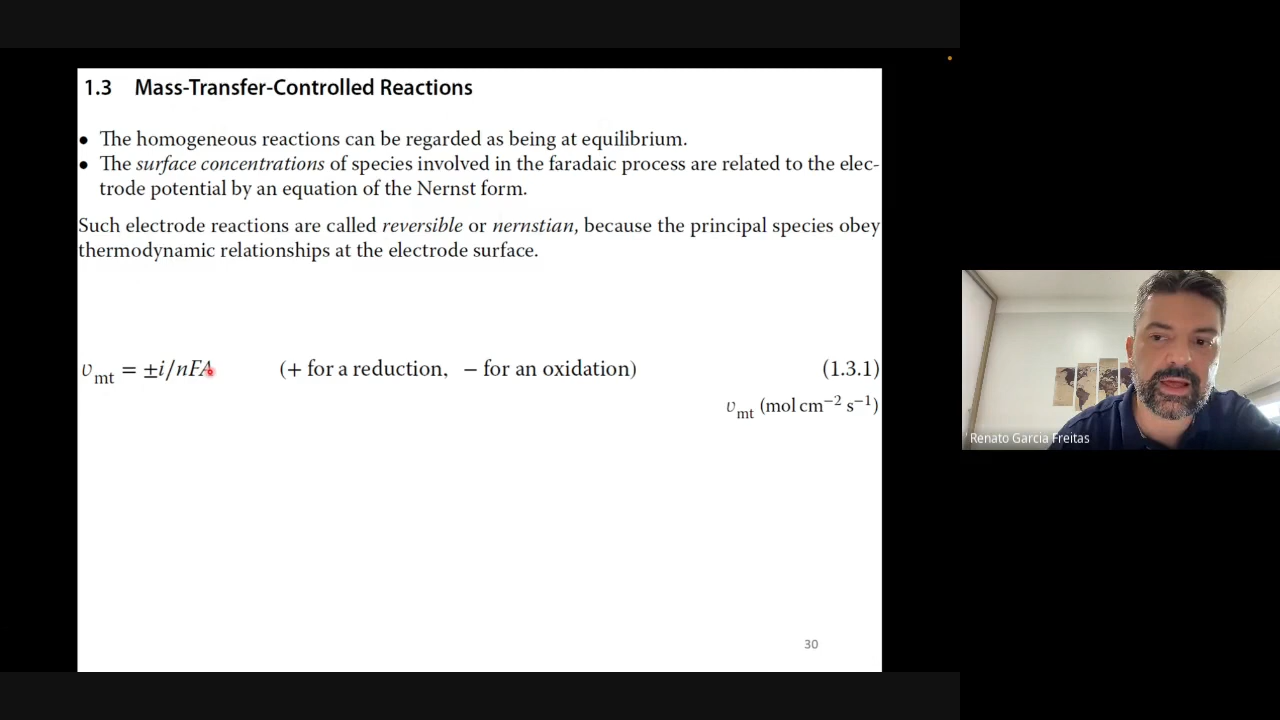 1.3 Mass-Transfer-Controlled Reactions
• The homogeneous reactions can be regarded as being at equilibrium.
• The surface concentrations of species involved in the faradaic process are related to the elec-
trode potential by an equation of the Nernst form.
Such electrode reactions are called reversible or nernstian, because the principal species obey
thermodynamic relationships at the electrode surface.
υmt = ±i/nFA (+ for a reduction, − for an oxidation) (1.3.1)
υmt (mol cm−2 s−1)
30
Renato Garcia Freitas